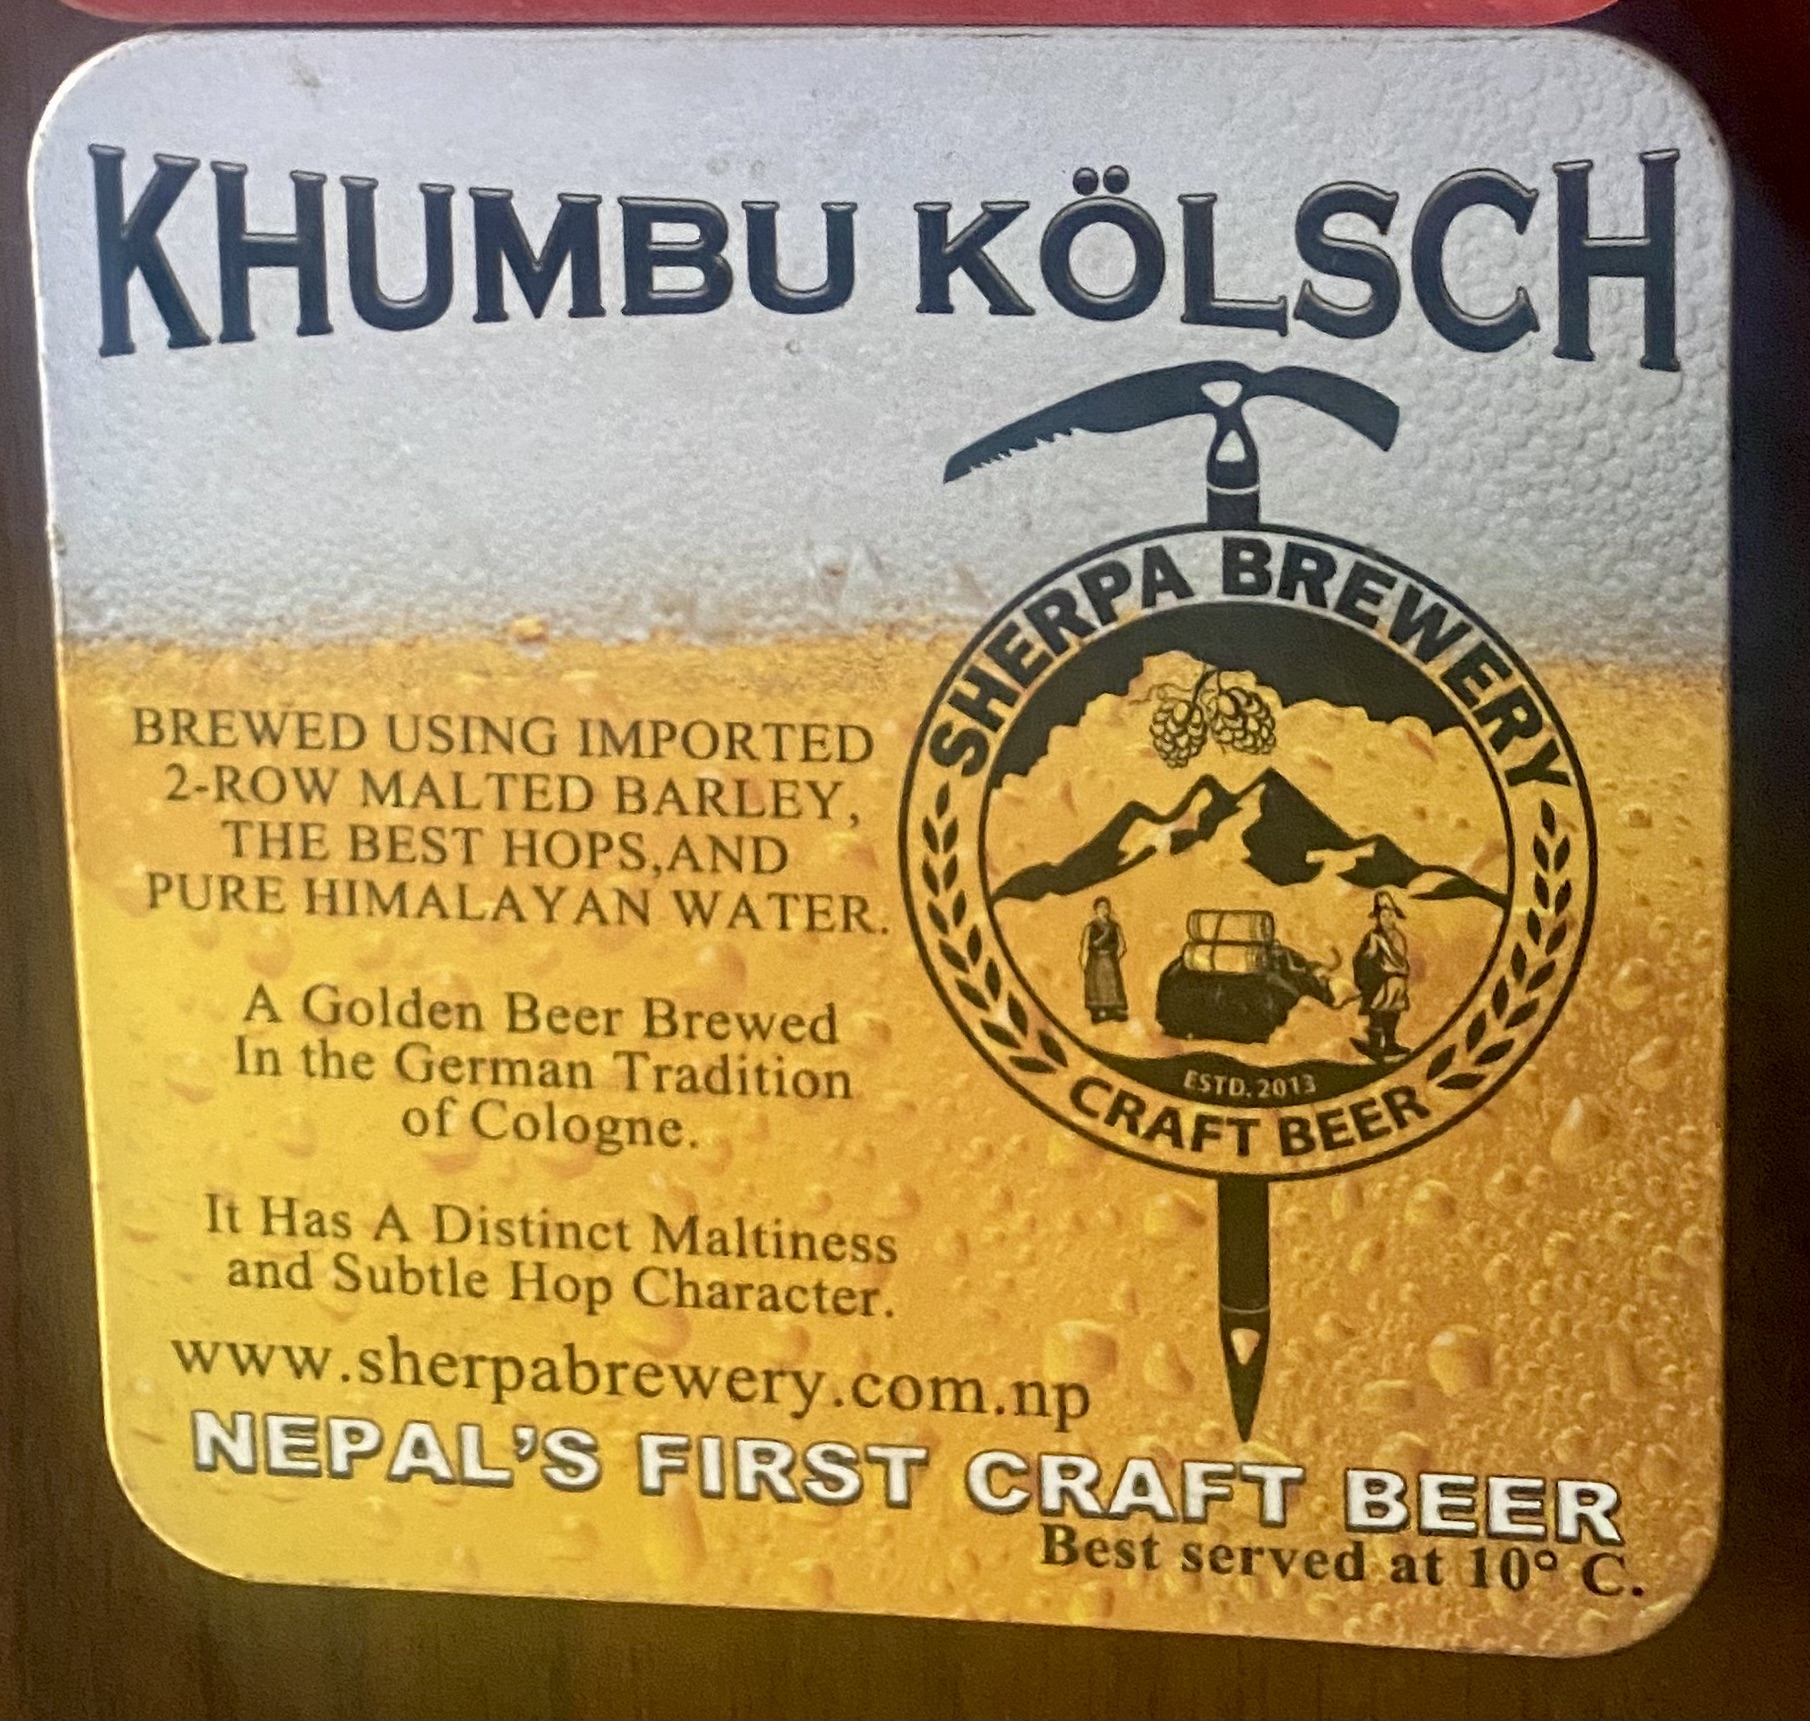 KHUMBU KÖLSCH
SHERPA BREWERY
BREWED USING IMPORTED
2-ROW MALTED BARLEY,
THE BEST HOPS,AND
PURE HIMALAYAN WATER.
A Golden Beer Brewed
In the German Tradition
of Cologne.
ESTD. 2013
CRAFT BEER
It Has A Distinct Maltiness
and Subtle Hop Character.
www.sherpabrewery.com.np
NEPAL'S FIRST CRAFT BEER
Best served at 10° C.